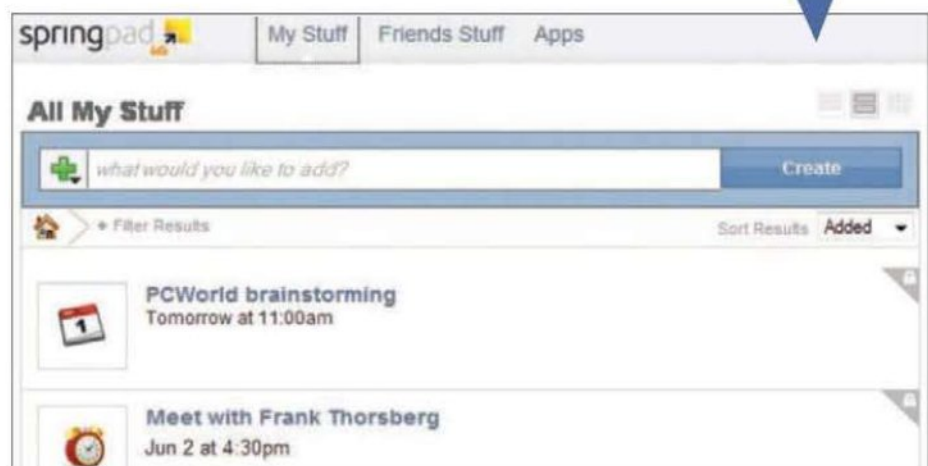 springpad My Stuff Friends Stuff Apps
All My Stuff
what would you like to add? Create
+ Filter Results Sort Results Added
1
PCWorld brainstorming
Tomorrow at 11:00am
Meet with Frank Thorsberg
Jun 2 at 4:30pm